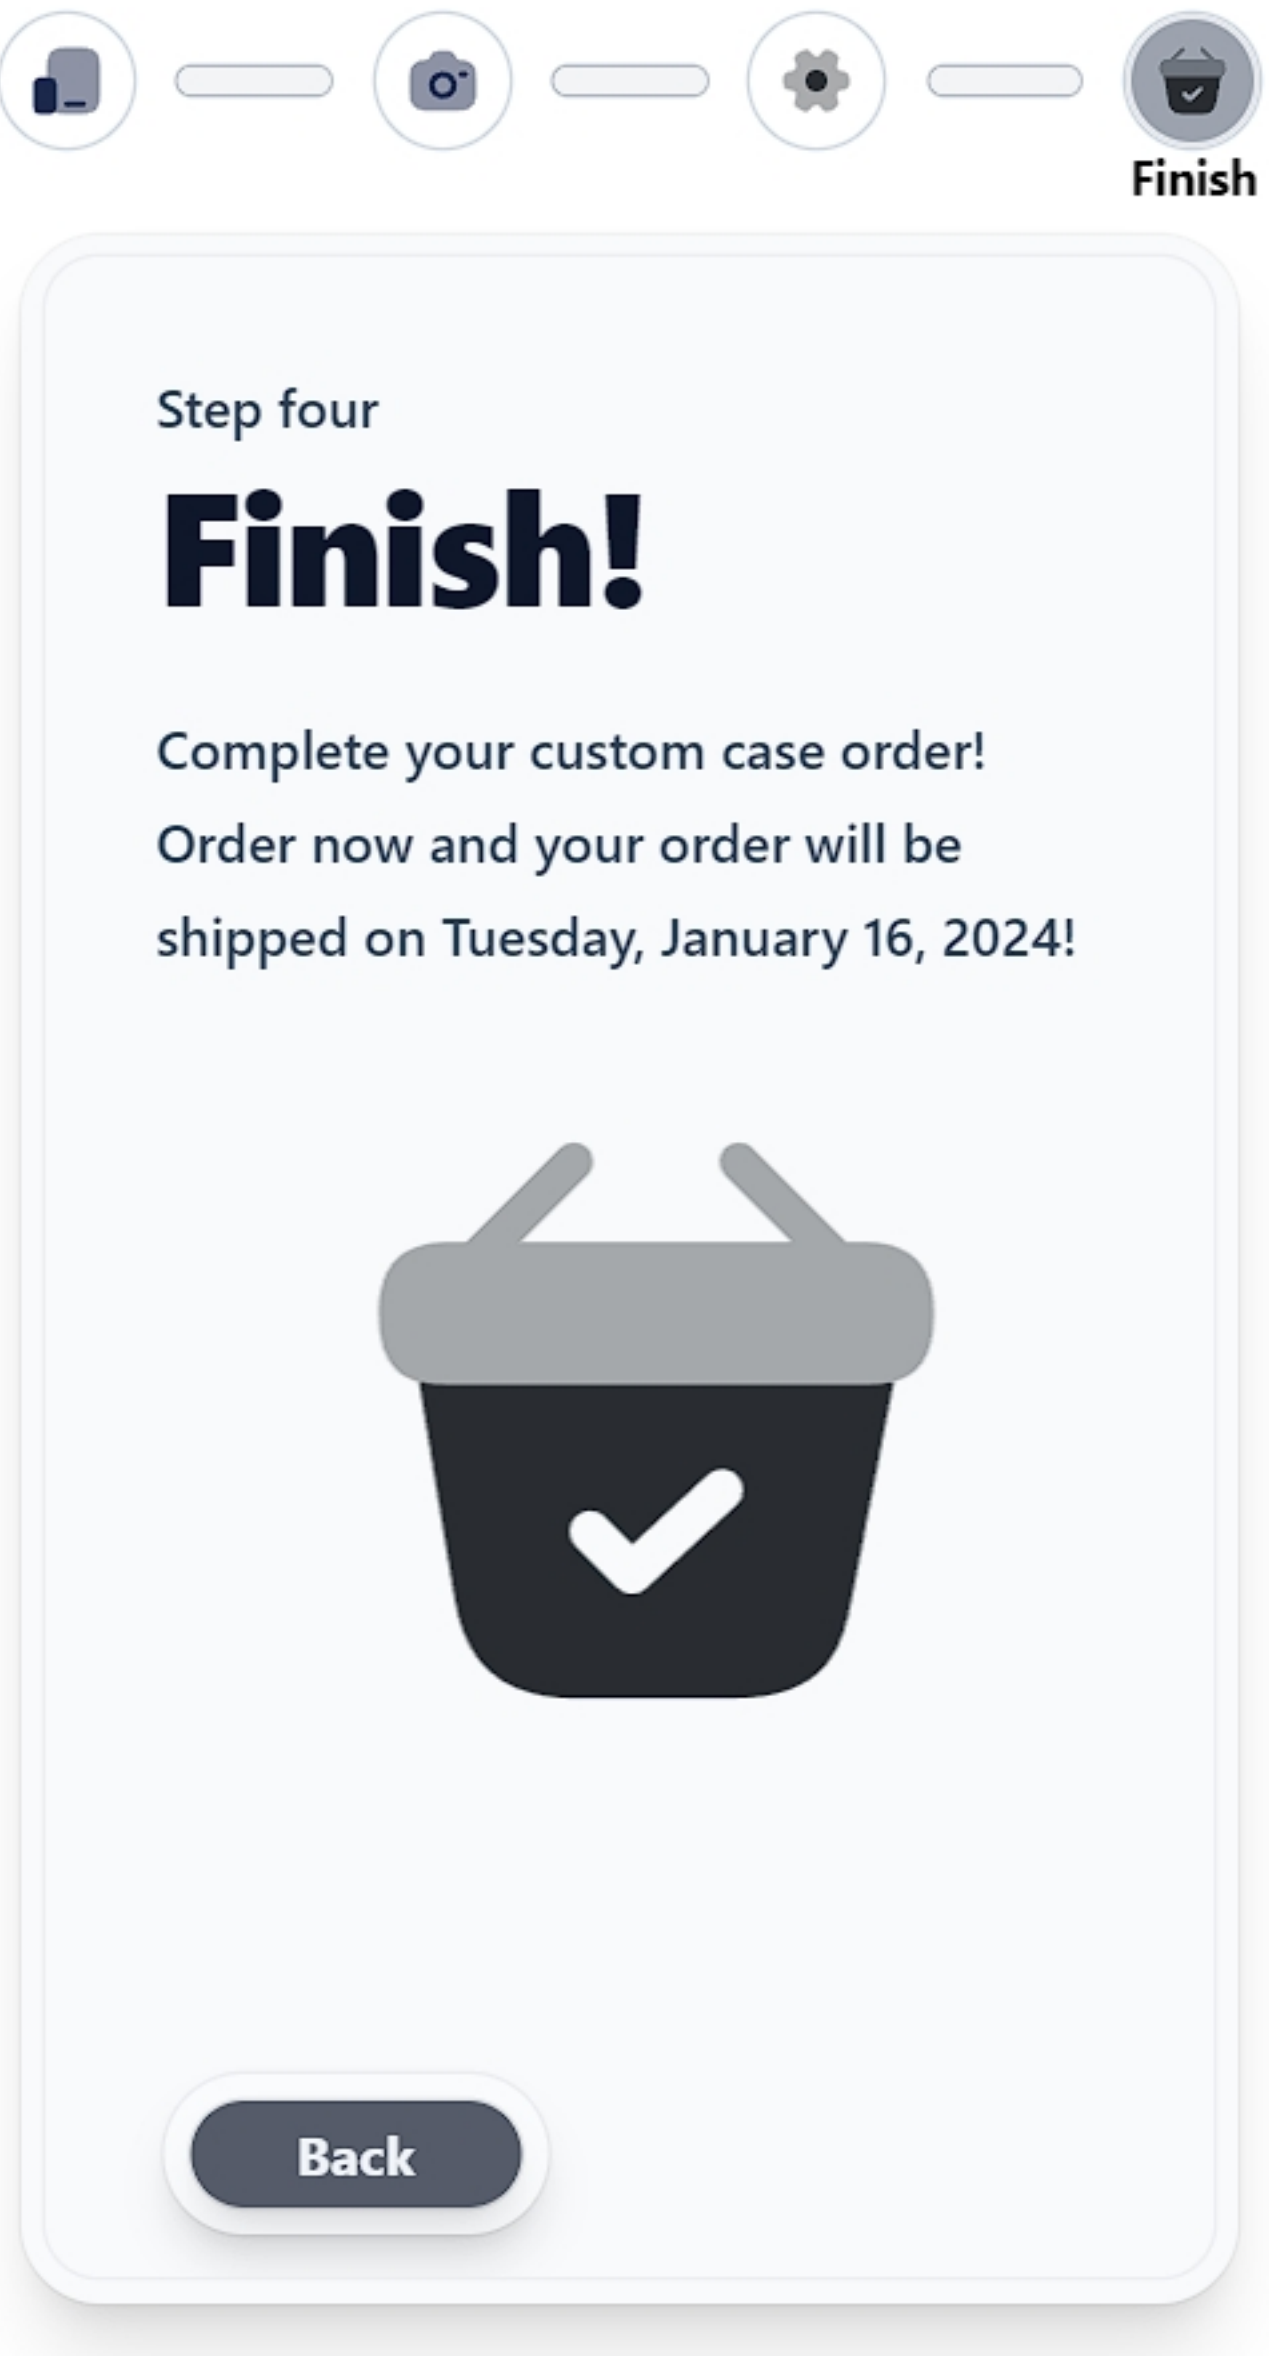 Finish
Step four
Finish!
Complete your custom case order!
Order now and your order will be
shipped on Tuesday, January 16, 2024!
Back